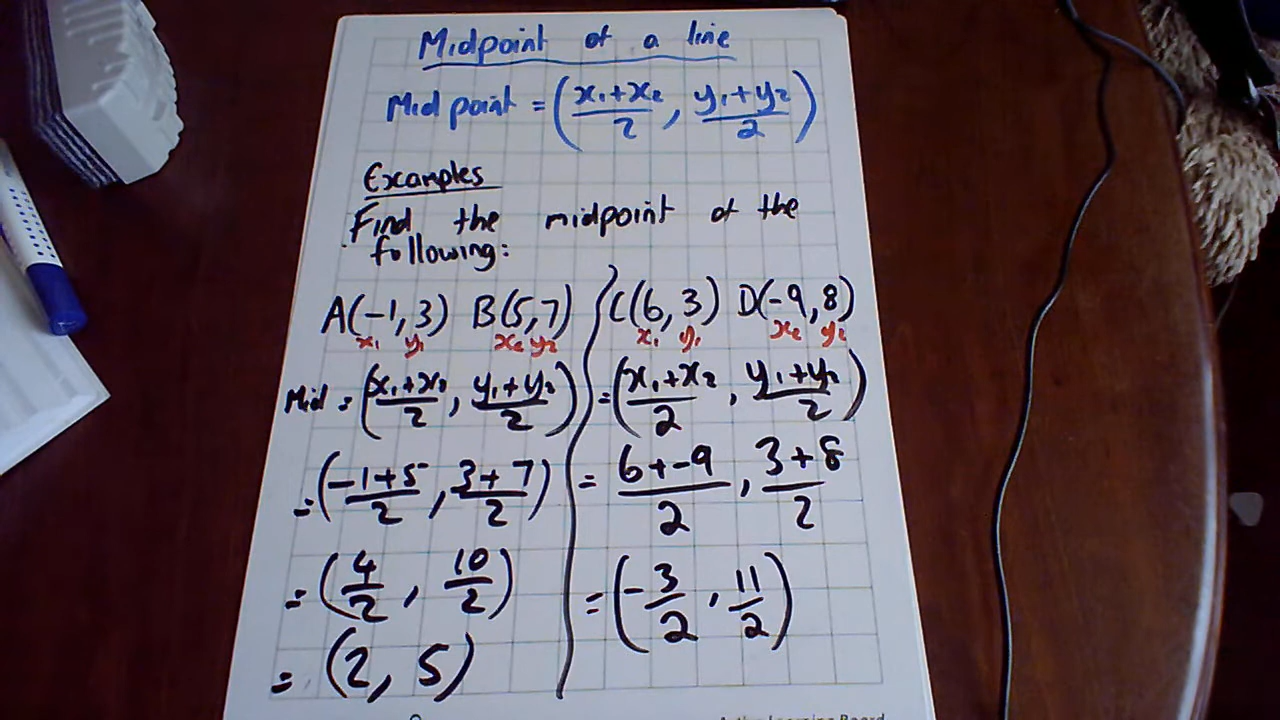 Midpoint of a line
Midpoint = (x₁+x₂/2, y₁+y₂/2)
Examples
Find the midpoint of the
following:
A(-1,3) B(5,7)
x₁ y₁ x₂ y₂
Mid = (x₁+x₂/2, y₁+y₂/2)
= (-1+5/2, 3+7/2)
= (4/2, 10/2)
= (2, 5)
C(6,3) D(-9,8)
x₁ y₁ x₂ y₂
= (x₁+x₂/2, y₁+y₂/2)
= 6+-9/2, 3+8/2
= (-3/2, 11/2)